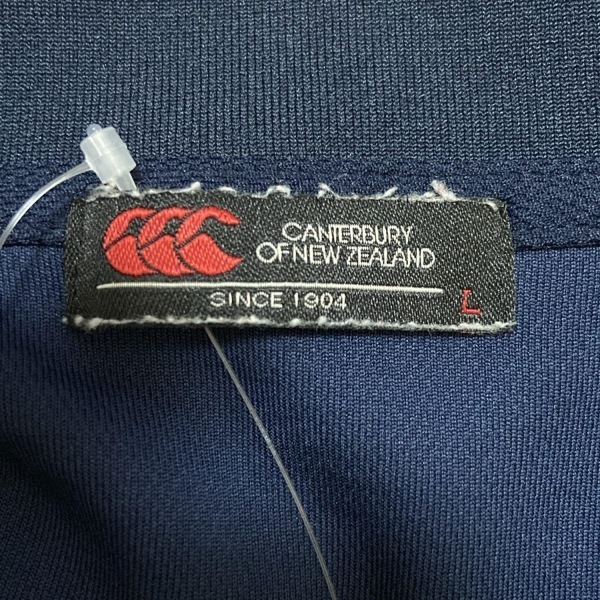 CANTERBURY
OF NEW ZEALAND
SINCE 1904
L